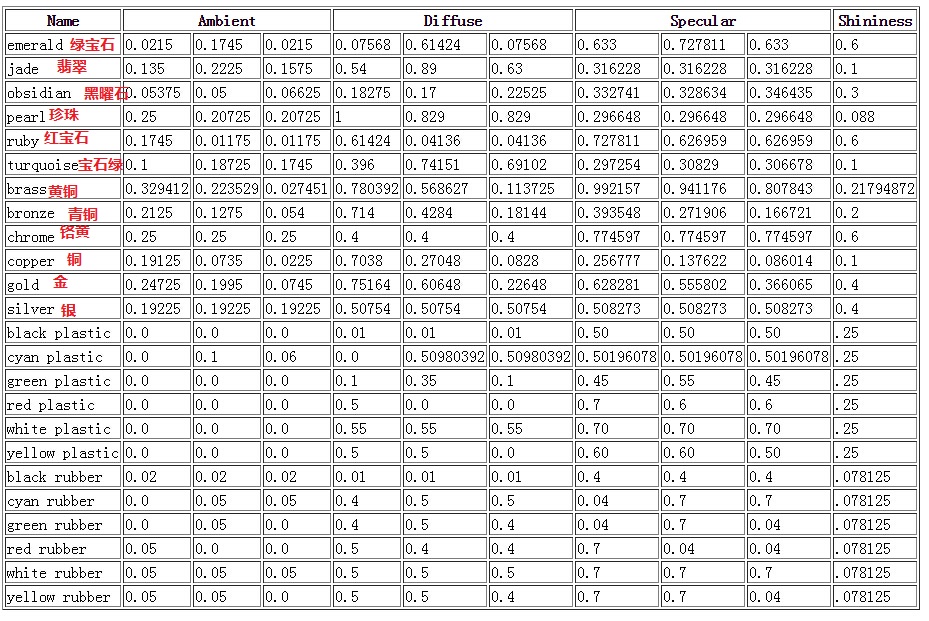 Name Ambient Diffuse Specular Shininess
emerald 绿宝石 0.0215 0.1745 0.0215 0.07568 0.61424 0.07568 0.633 0.727811 0.633 0.6
jade 翡翠 0.135 0.2225 0.1575 0.54 0.89 0.63 0.316228 0.316228 0.316228 0.1
obsidian 黑曜石 0.05375 0.05 0.06625 0.18275 0.17 0.22525 0.332741 0.328634 0.346435 0.3
pearl 珍珠 0.25 0.20725 0.20725 1 0.829 0.829 0.296648 0.296648 0.296648 0.088
ruby 红宝石 0.1745 0.01175 0.01175 0.61424 0.04136 0.04136 0.727811 0.626959 0.626959 0.6
turquoise 宝石绿 0.1 0.18725 0.1745 0.396 0.74151 0.69102 0.297254 0.30829 0.306678 0.1
brass 黄铜 0.329412 0.223529 0.027451 0.780392 0.568627 0.113725 0.992157 0.941176 0.807843 0.21794872
bronze 青铜 0.2125 0.1275 0.054 0.714 0.4284 0.18144 0.393548 0.271906 0.166721 0.2
chrome 铬黄 0.25 0.25 0.25 0.4 0.4 0.4 0.774597 0.774597 0.774597 0.6
copper 铜 0.19125 0.0735 0.0225 0.7038 0.27048 0.0828 0.256777 0.137622 0.086014 0.1
gold 金 0.24725 0.1995 0.0745 0.75164 0.60648 0.22648 0.628281 0.555802 0.366065 0.4
silver 银 0.19225 0.19225 0.19225 0.50754 0.50754 0.50754 0.508273 0.508273 0.508273 0.4
black plastic 0.0 0.0 0.0 0.01 0.01 0.01 0.50 0.50 0.50 .25
cyan plastic 0.0 0.1 0.06 0.0 0.50980392 0.50980392 0.50196078 0.50196078 0.50196078 .25
green plastic 0.0 0.0 0.0 0.1 0.35 0.1 0.45 0.55 0.45 .25
red plastic 0.0 0.0 0.0 0.5 0.0 0.0 0.7 0.6 0.6 .25
white plastic 0.0 0.0 0.0 0.55 0.55 0.55 0.70 0.70 0.70 .25
yellow plastic 0.0 0.0 0.0 0.5 0.5 0.0 0.60 0.60 0.50 .25
black rubber 0.02 0.02 0.02 0.01 0.01 0.01 0.4 0.4 0.4 .078125
cyan rubber 0.0 0.05 0.05 0.4 0.5 0.5 0.04 0.7 0.7 .078125
green rubber 0.0 0.05 0.0 0.4 0.5 0.4 0.04 0.7 0.04 .078125
red rubber 0.05 0.0 0.0 0.5 0.4 0.4 0.7 0.04 0.04 .078125
white rubber 0.05 0.05 0.05 0.5 0.5 0.5 0.7 0.7 0.7 .078125
yellow rubber 0.05 0.05 0.0 0.5 0.5 0.4 0.7 0.7 0.04 .078125